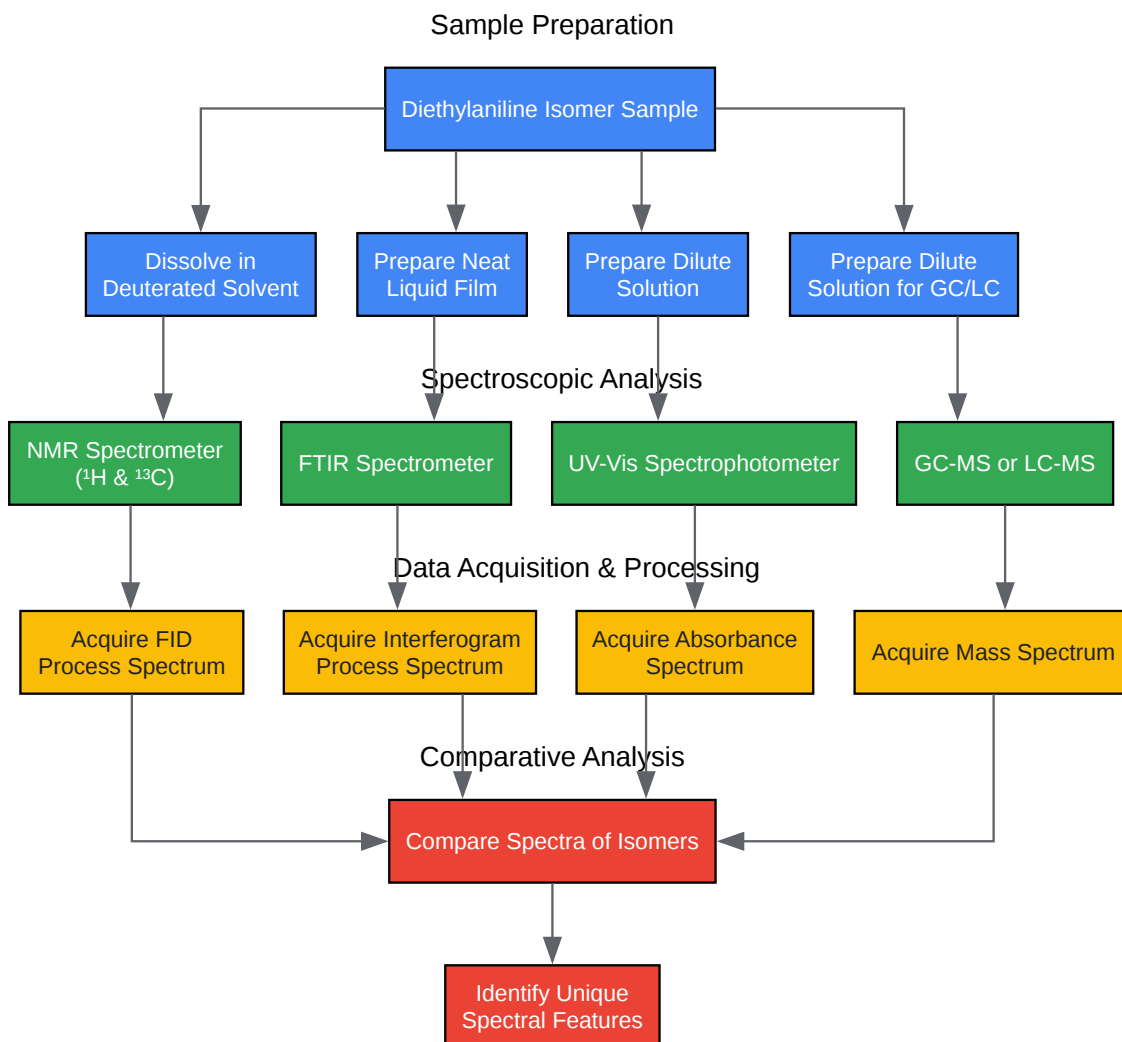 Sample Preparation
Diethylaniline Isomer Sample
Dissolve in
Deuterated Solvent
Prepare Neat
Liquid Film
Prepare Dilute
Solution
Prepare Dilute
Solution for GC/LC
Spectroscopic Analysis
NMR Spectrometer
(¹H & ¹³C)
FTIR Spectrometer
UV-Vis Spectrophotometer
GC-MS or LC-MS
Data Acquisition & Processing
Acquire FID
Process Spectrum
Acquire Interferogram
Process Spectrum
Acquire Absorbance
Spectrum
Acquire Mass Spectrum
Comparative Analysis
Compare Spectra of Isomers
Identify Unique
Spectral Features